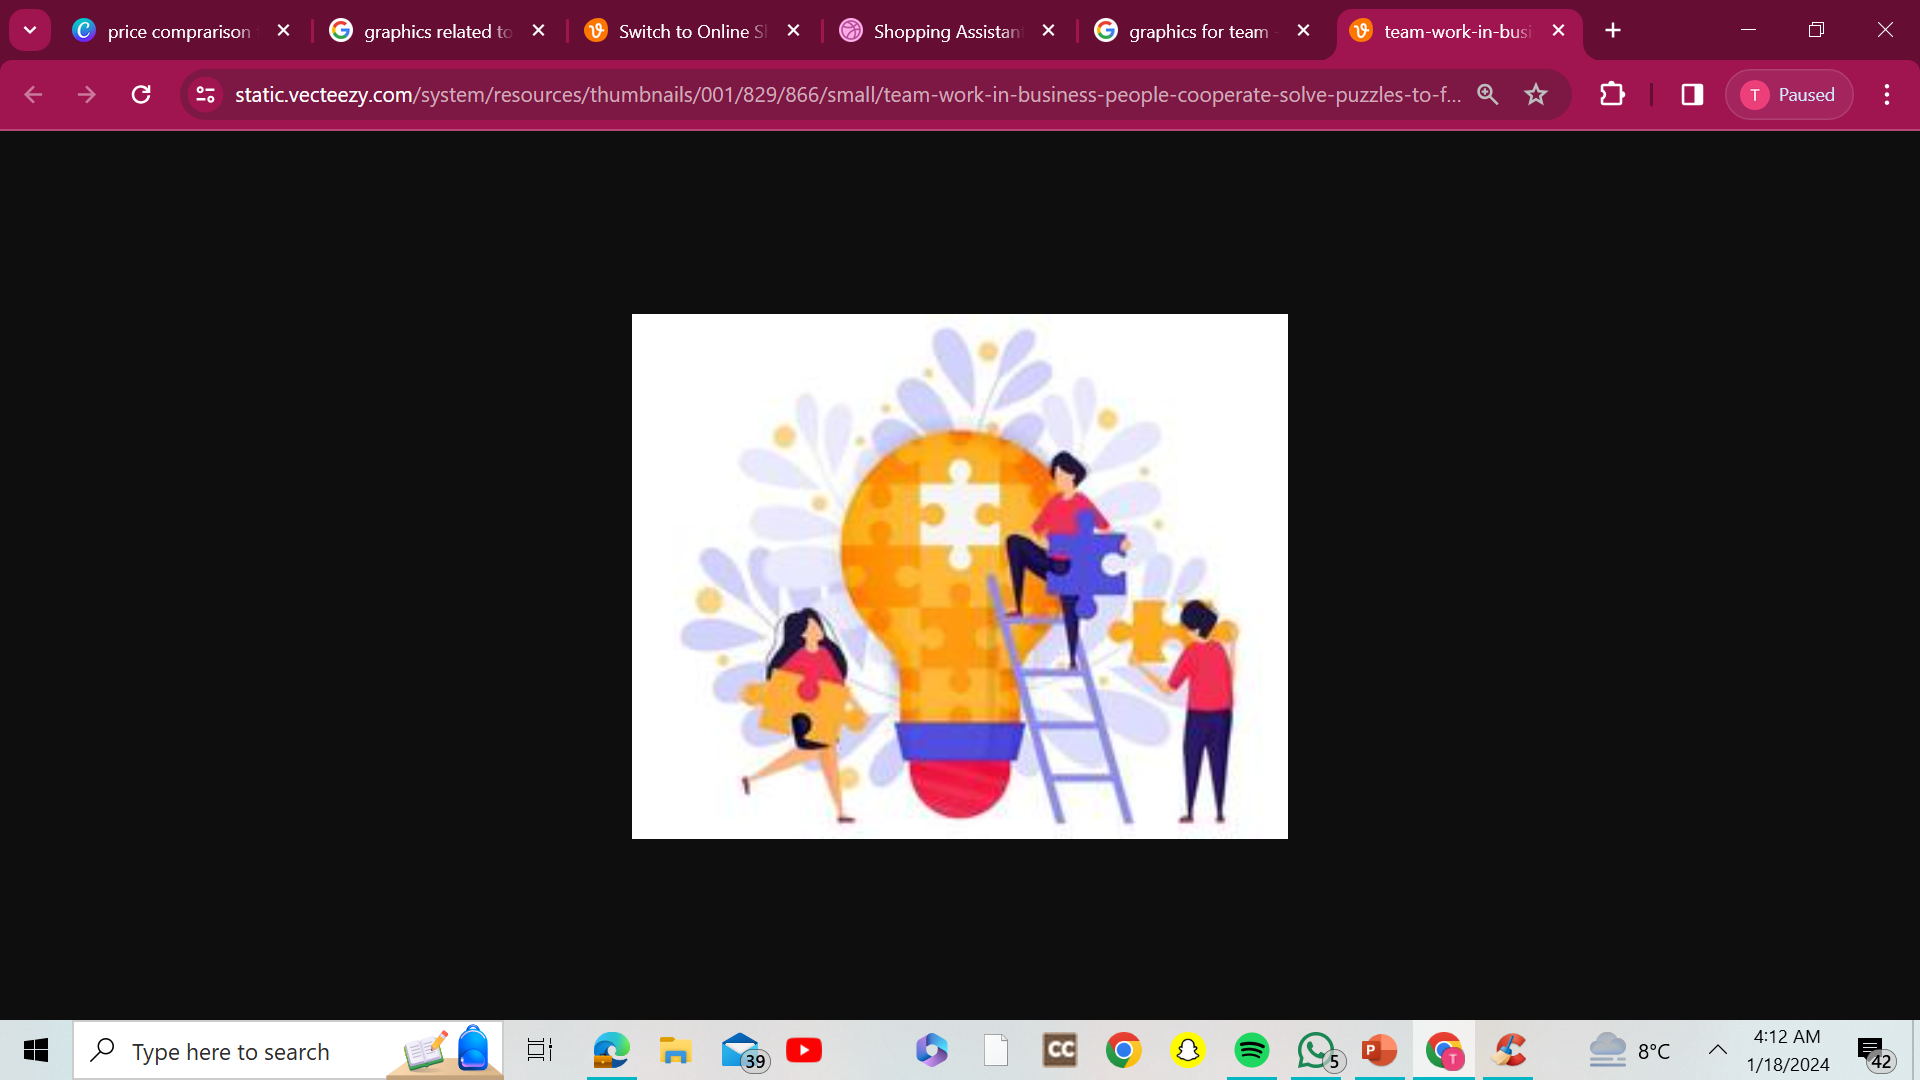 price comprarison
graphics related to
Switch to Online S
Shopping Assistan
graphics for team
team-work-in-busi
static.vecteezy.com/system/resources/thumbnails/001/829/866/small/team-work-in-business-people-cooperate-solve-puzzles-to-f...
T
Paused
Type here to search
39
CC
5
P
T
8°C
4:12 AM
1/18/2024
42